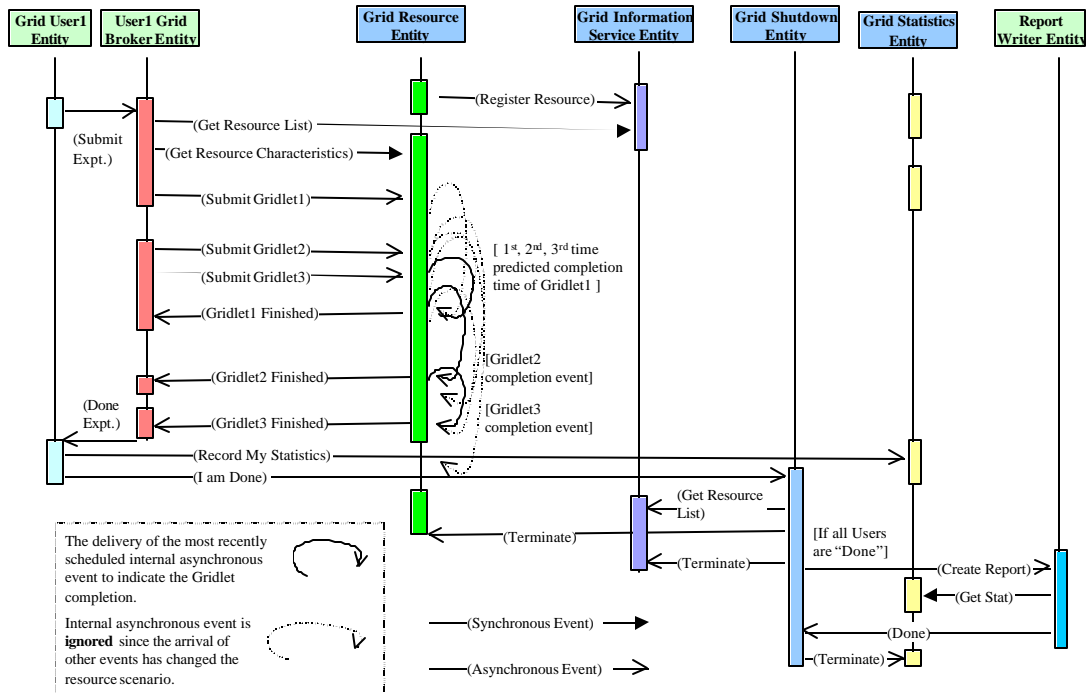 Grid User1
Entity
User1 Grid
Broker Entity
Grid Resource
Entity
Grid Information
Service Entity
Grid Shutdown
Entity
Grid Statistics
Entity
Report
Writer Entity
(Register Resource)
(Submit
Expt.)
(Get Resource List)
(Get Resource Characteristics)
(Submit Gridlet1)
(Submit Gridlet2)
(Submit Gridlet3)
[ 1st, 2nd, 3rd time
predicted completion
time of Gridlet1 ]
(Gridlet1 Finished)
(Gridlet2 Finished)
[Gridlet2
completion event]
(Done
Expt.)
(Gridlet3 Finished)
[Gridlet3
completion event]
(Record My Statistics)
(I am Done)
(Get Resource
List)
(Terminate)
[If all Users
are “Done”]
(Terminate)
(Create Report)
(Get Stat)
(Done)
(Terminate)
The delivery of the most recently
scheduled internal asynchronous
event to indicate the Gridlet
completion.
Internal asynchronous event is
ignored since the arrival of
other events has changed the
resource scenario.
(Synchronous Event)
(Asynchronous Event)